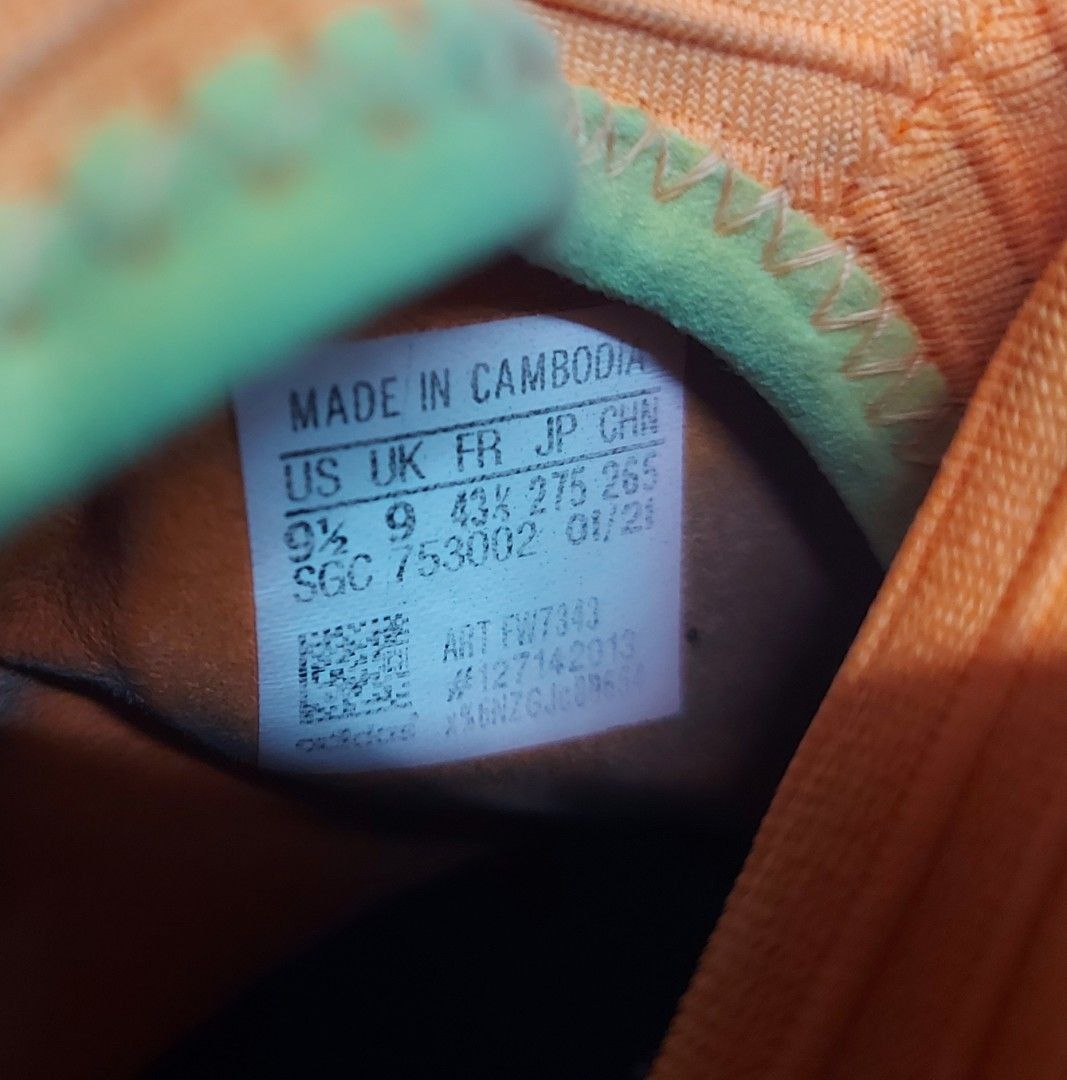 MADE IN CAMBODIA
US UK FR JP CHN
9½ 9 43⅓ 275 265
SGC 753002 01/21
ART FW7343
#127142013